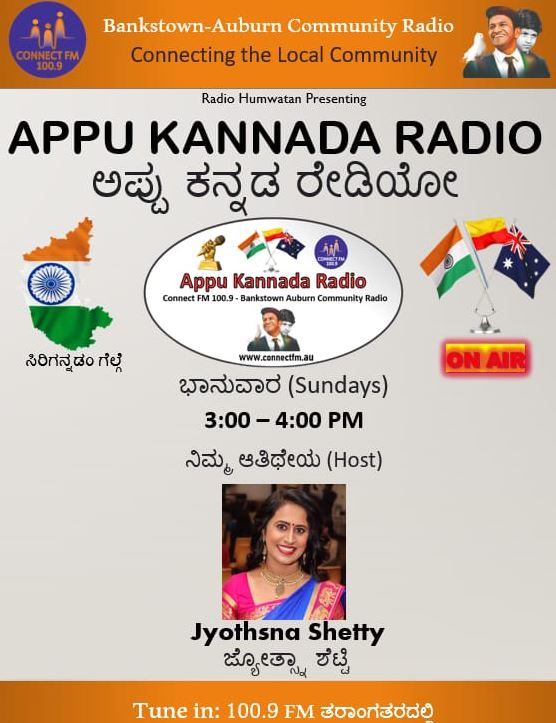 Bankstown-Auburn Community Radio
Connecting the Local Community
CONNECT FM
100.9
Radio Humwatan Presenting
APPU KANNADA RADIO
ಅಪ್ಪು ಕನ್ನಡ ರೇಡಿಯೋ
CONNECT FM
100.9
Appu Kannada Radio
Connect FM 100.9 - Bankstown Auburn Community Radio
www.connectfm.au
ಸಿರಿಗನ್ನಡಂ ಗೆಲ್ಗೆ
ON AIR
ಭಾನುವಾರ (Sundays)
3:00 – 4:00 PM
ನಿಮ್ಮ ಆತಿಥೇಯ (Host)
Jyothsna Shetty
ಜ್ಯೋತ್ಸ್ನಾ ಶೆಟ್ಟಿ
Tune in: 100.9 FM ತರಾಂಗತರದಲ್ಲಿ